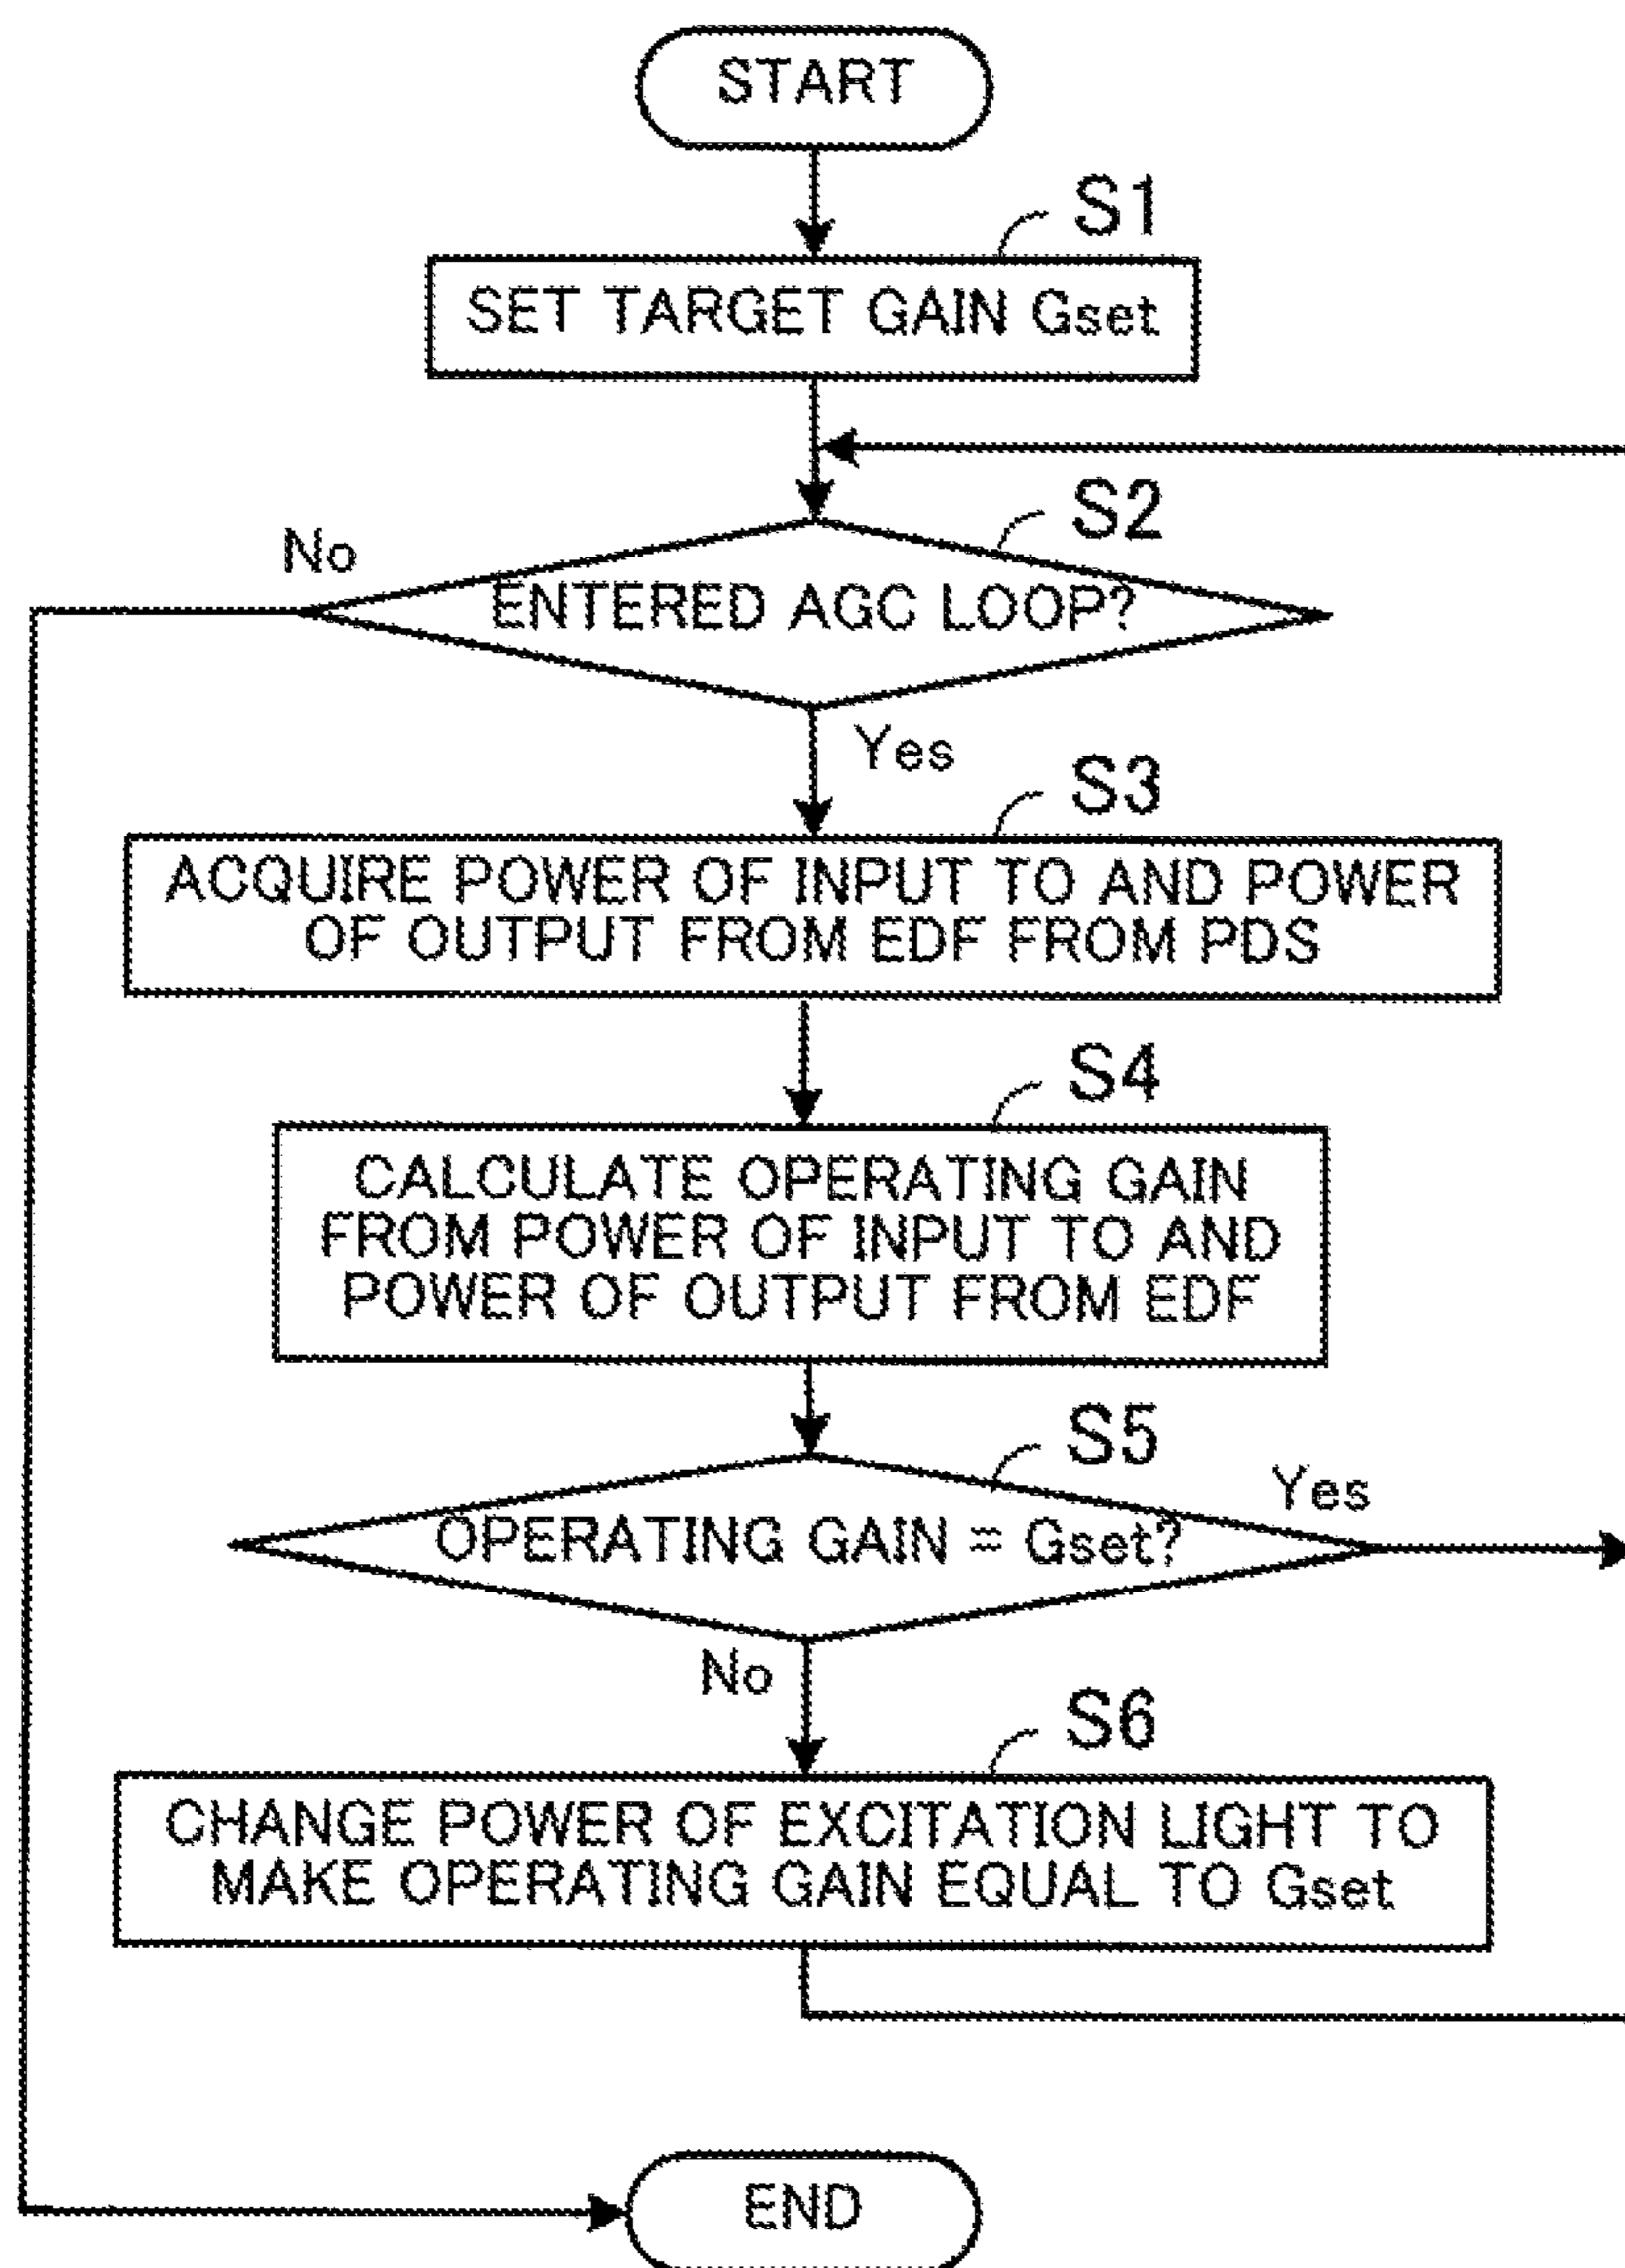 START
S1
SET TARGET GAIN Gset
S2
No
ENTERED AGC LOOP?
Yes
S3
ACQUIRE POWER OF INPUT TO AND POWER
OF OUTPUT FROM EDF FROM PDS
S4
CALCULATE OPERATING GAIN
FROM POWER OF INPUT TO AND
POWER OF OUTPUT FROM EDF
S5
Yes
OPERATING GAIN = Gset?
No
S6
CHANGE POWER OF EXCITATION LIGHT TO
MAKE OPERATING GAIN EQUAL TO Gset
END